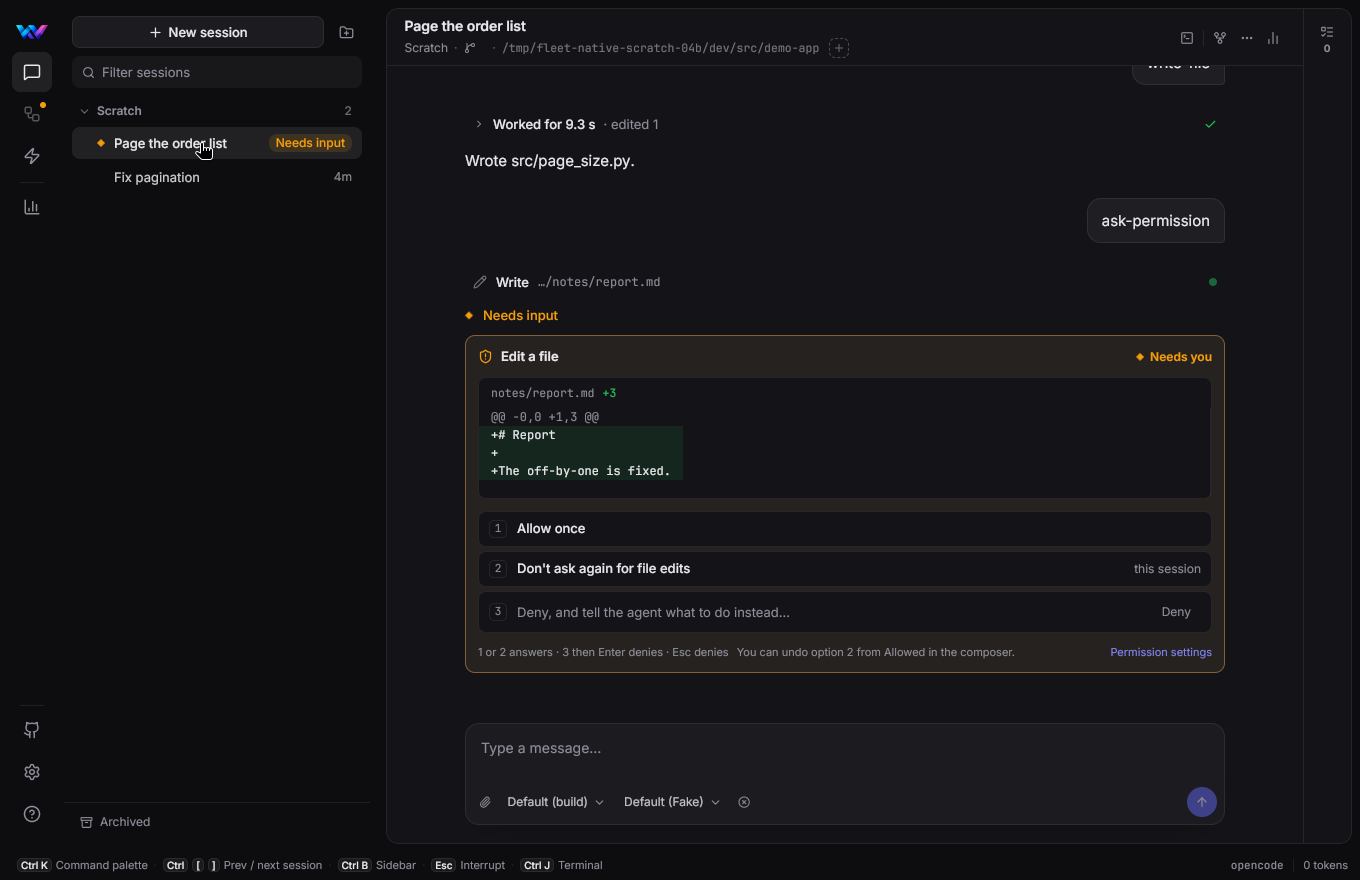 New session
Filter sessions
Scratch 2
Page the order list Needs input
Fix pagination 4m
Archived
Page the order list
Scratch · · /tmp/fleet-native-scratch-04b/dev/src/demo-app
0
Worked for 9.3 s · edited 1
Wrote src/page_size.py.
ask-permission
Write …/notes/report.md
Needs input
Edit a file Needs you
notes/report.md +3
@@ -0,0 +1,3 @@
+# Report
+
+The off-by-one is fixed.
1 Allow once
2 Don't ask again for file edits this session
3 Deny, and tell the agent what to do instead... Deny
1 or 2 answers · 3 then Enter denies · Esc denies You can undo option 2 from Allowed in the composer. Permission settings
Type a message...
Default (build) Default (Fake)
Ctrl K Command palette · Ctrl [ ] Prev / next session · Ctrl B Sidebar · Esc Interrupt · Ctrl J Terminal opencode 0 tokens